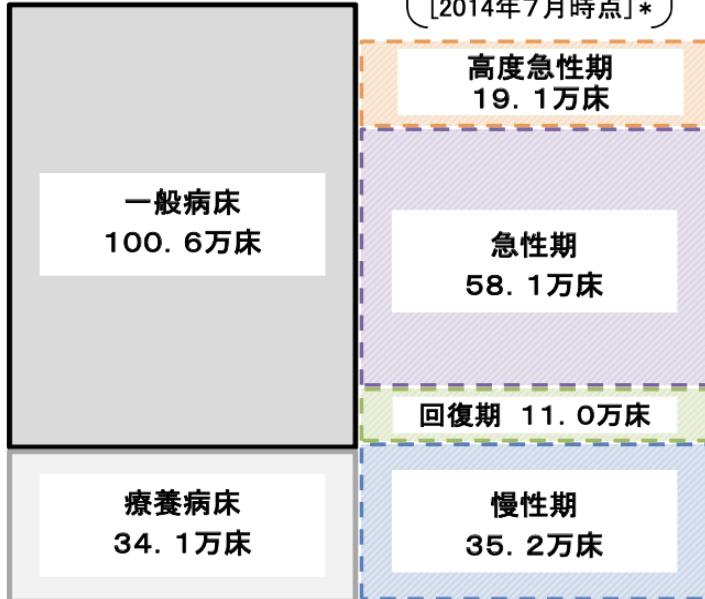 [2014年7月時点]*
高度急性期
19．1万床
一般病床
100．6万床
急性期
58．1万床
回復期 11．0万床
療養病床
34．1万床
慢性期
35．2万床